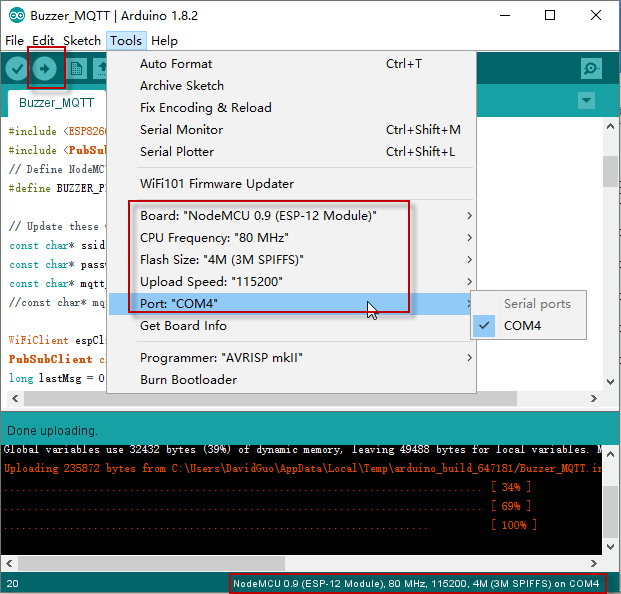 Buzzer_MQTT | Arduino 1.8.2
File Edit Sketch Tools Help
Auto Format Ctrl+T
Archive Sketch
Fix Encoding & Reload
Serial Monitor Ctrl+Shift+M
Serial Plotter Ctrl+Shift+L
WiFi101 Firmware Updater
Board: "NodeMCU 0.9 (ESP-12 Module)"
CPU Frequency: "80 MHz"
Flash Size: "4M (3M SPIFFS)"
Upload Speed: "115200"
Port: "COM4"
Get Board Info
Programmer: "AVRISP mkII"
Burn Bootloader
Serial ports
COM4
Buzzer_MQTT
#include <ESP826
#include <PubSu
// Define NodeMC
#define BUZZER_P
// Update these
const char* ssid
const char* passw
const char* mqtt_
//const char* mq
WiFiClient espCl
PubSubClient c
long lastMsg = 0
Done uploading.
Global variables use 32432 bytes (39%) of dynamic memory, leaving 49488 bytes for local variables. M
Uploading 235872 bytes from C:\Users\DavidGuo\AppData\Local\Temp\arduino_build_647181/Buzzer_MQTT.in
................................................................................ [ 34% ]
................................................................................ [ 69% ]
....................................................................... [ 100% ]
20 NodeMCU 0.9 (ESP-12 Module), 80 MHz, 115200, 4M (3M SPIFFS) on COM4